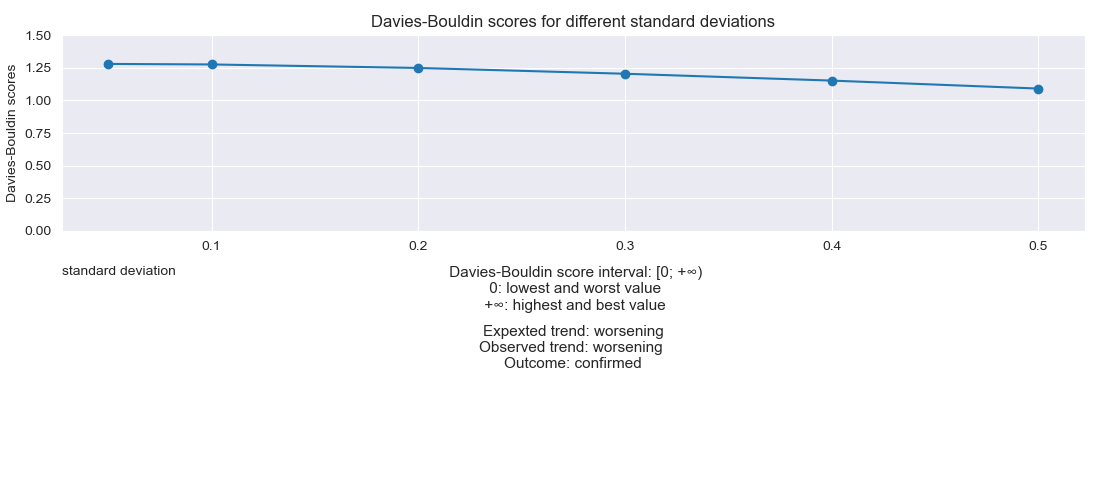 Davies-Bouldin scores for different standard deviations
1.50
1.25
1.00
0.75
0.50
0.25
0.00
Davies-Bouldin scores
0.1 0.2 0.3 0.4 0.5
standard deviation
Davies-Bouldin score interval: [0; +∞)
0: lowest and worst value
+∞: highest and best value
Expexted trend: worsening
Observed trend: worsening
Outcome: confirmed